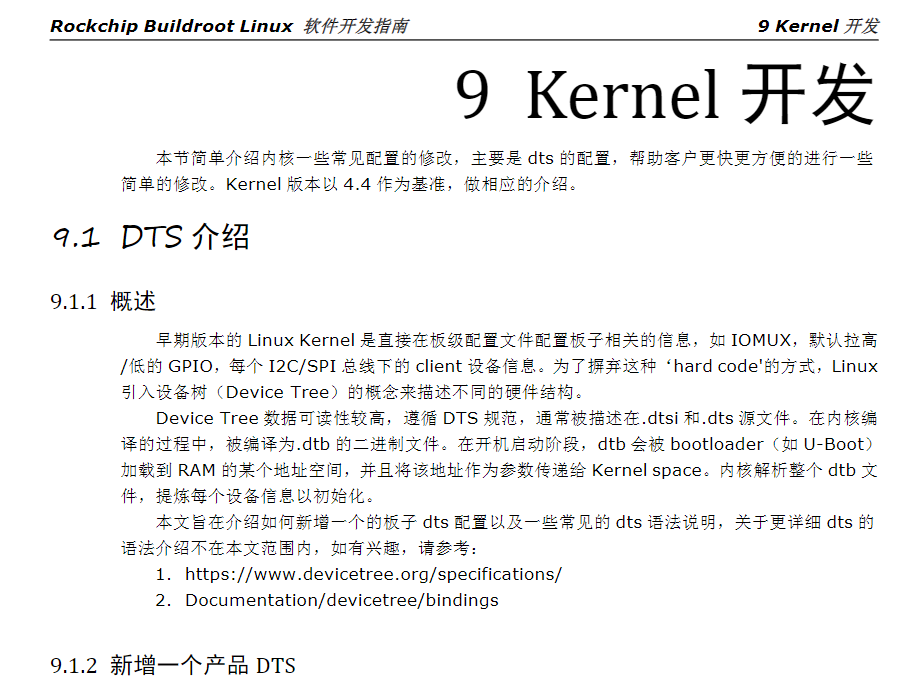 Rockchip Buildroot Linux 软件开发指南 9 Kernel 开发
9 Kernel 开发
本节简单介绍内核一些常见配置的修改，主要是 dts 的配置，帮助客户更快更方便的进行一些
简单的修改。Kernel 版本以 4.4 作为基准，做相应的介绍。
9.1 DTS 介绍
9.1.1 概述
早期版本的 Linux Kernel 是直接在板级配置文件配置板子相关的信息，如 IOMUX，默认拉高
/低的 GPIO，每个 I2C/SPI 总线下的 client 设备信息。为了摒弃这种‘hard code'的方式，Linux
引入设备树（Device Tree）的概念来描述不同的硬件结构。
Device Tree 数据可读性较高，遵循 DTS 规范，通常被描述在.dtsi 和.dts 源文件。在内核编
译的过程中，被编译为.dtb 的二进制文件。在开机启动阶段，dtb 会被 bootloader（如 U-Boot）
加载到 RAM 的某个地址空间，并且将该地址作为参数传递给 Kernel space。内核解析整个 dtb 文
件，提炼每个设备信息以初始化。
本文旨在介绍如何新增一个的板子 dts 配置以及一些常见的 dts 语法说明，关于更详细 dts 的
语法介绍不在本文范围内，如有兴趣，请参考：
1. https://www.devicetree.org/specifications/
2. Documentation/devicetree/bindings
9.1.2 新增一个产品 DTS